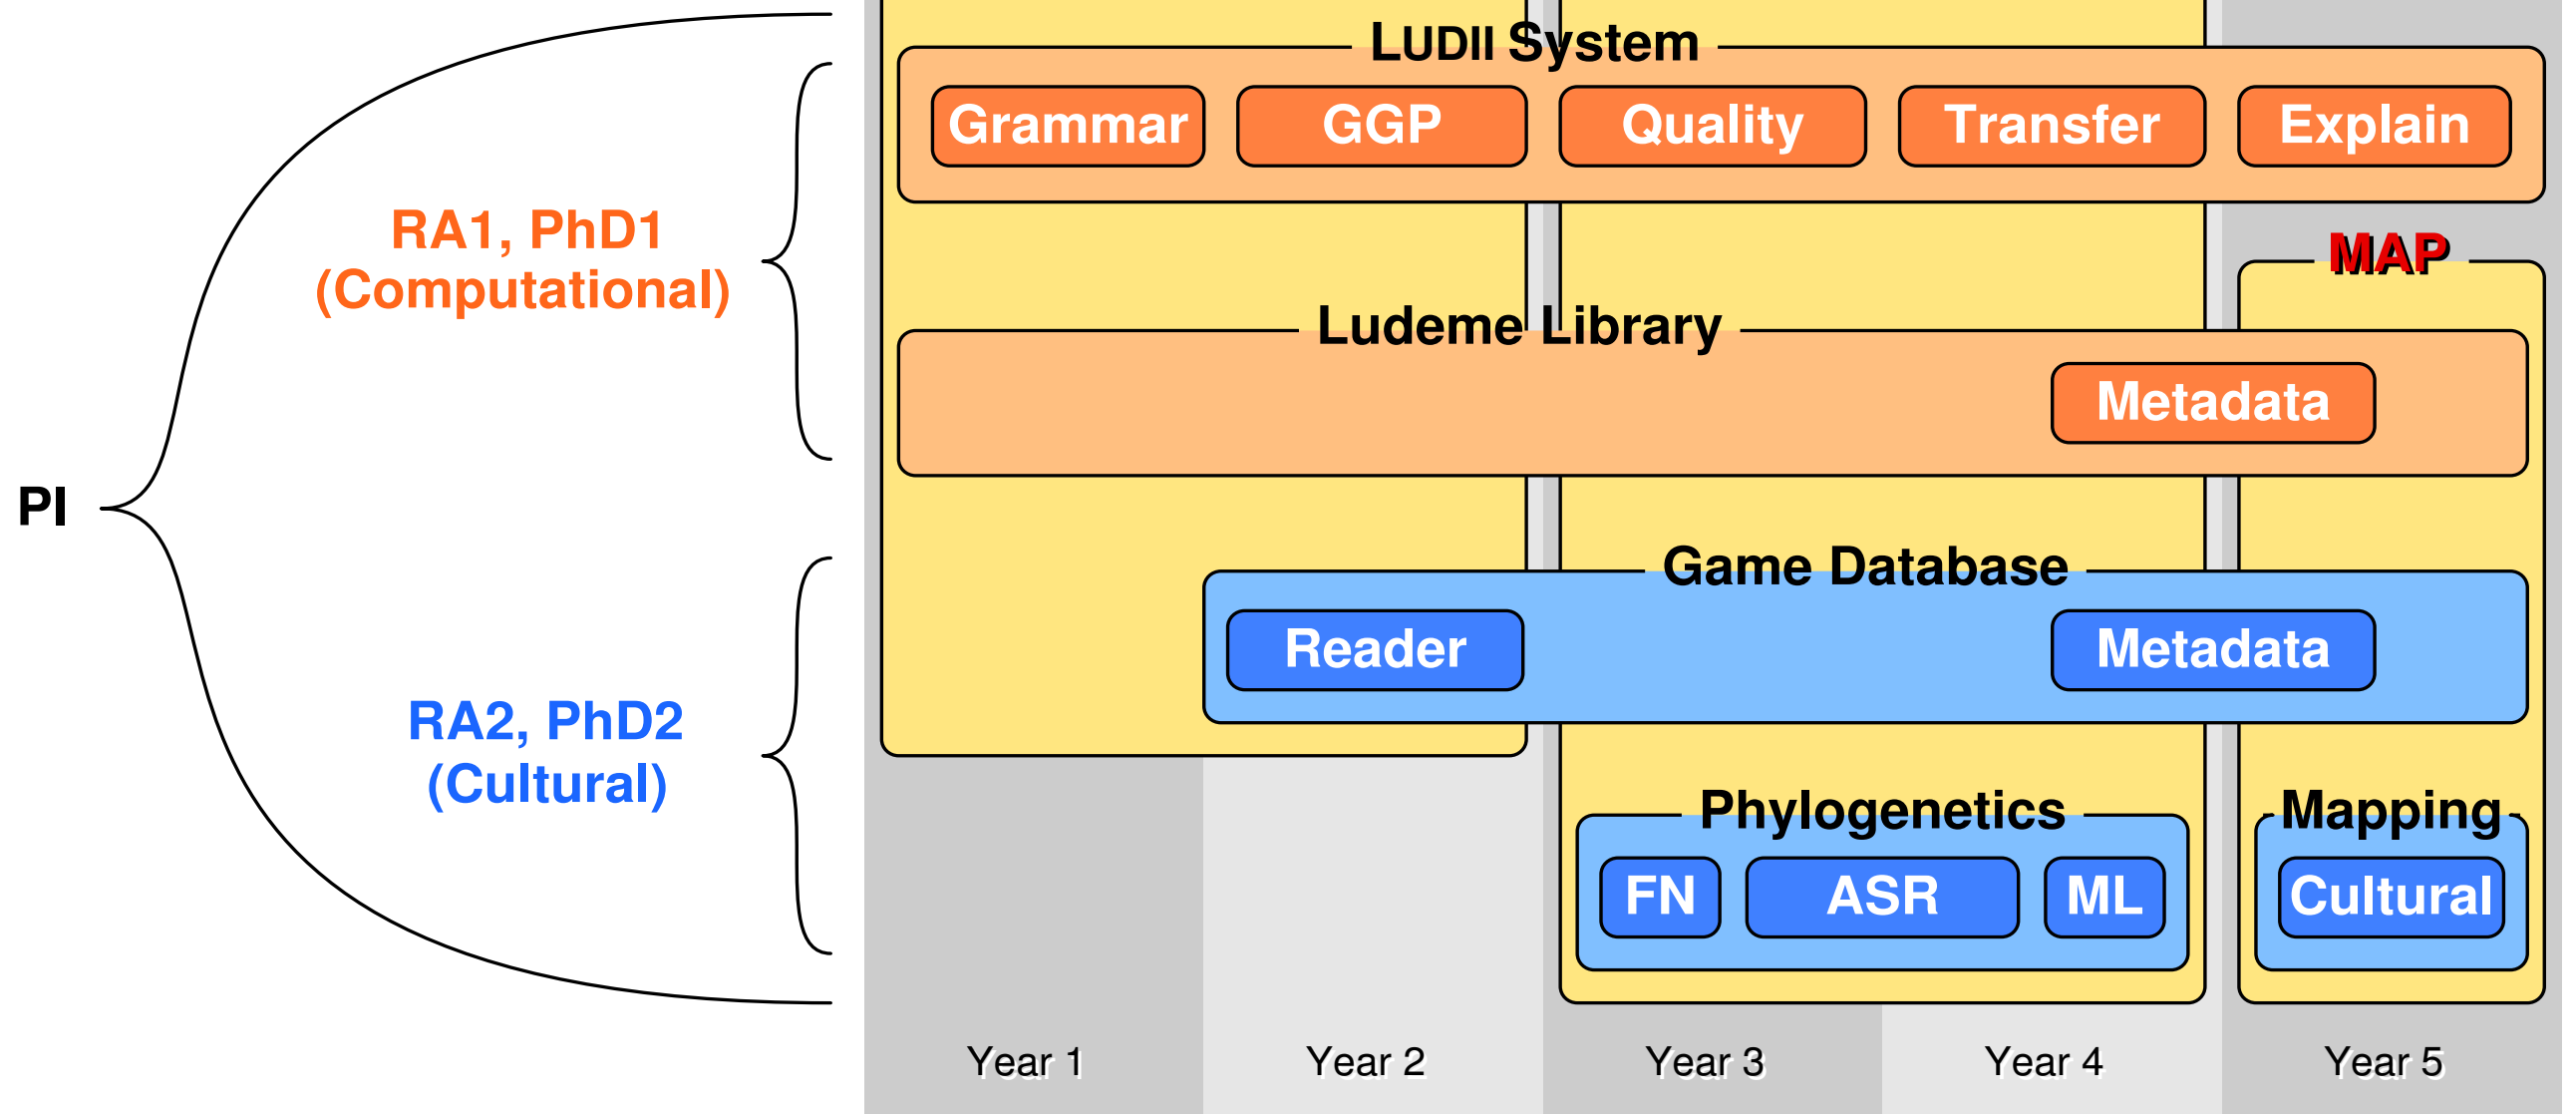 LUDII System
Grammar GGP Quality Transfer Explain
RA1, PhD1
(Computational)
MAP
Ludeme Library
Metadata
PI
Game Database
Reader Metadata
RA2, PhD2
(Cultural)
Phylogenetics Mapping
FN ASR ML Cultural
Year 1 Year 2 Year 3 Year 4 Year 5